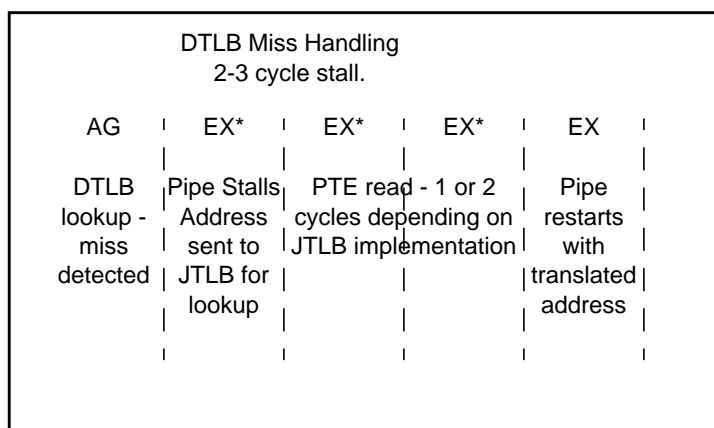 DTLB Miss Handling
2-3 cycle stall.
AG EX* EX* EX* EX
DTLB
lookup -
miss
detected
Pipe Stalls
Address
sent to
JTLB for
lookup
PTE read - 1 or 2
cycles depending on
JTLB implementation
Pipe
restarts
with
translated
address